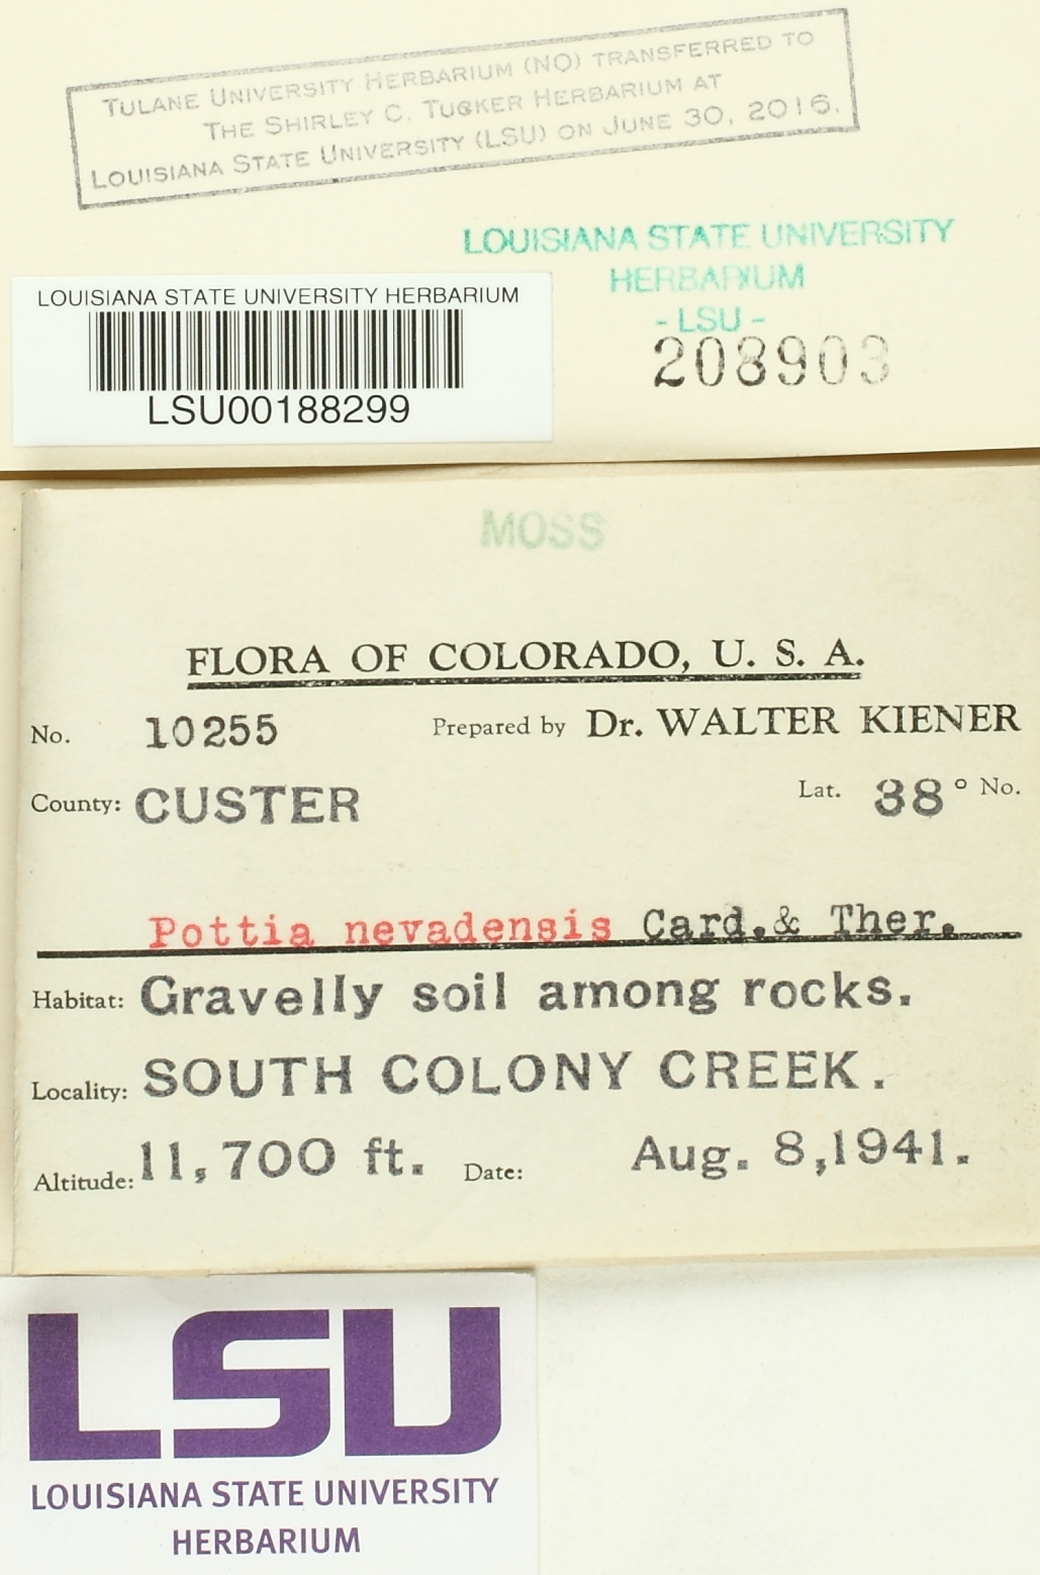 TULANE UNIVERSITY HERBARIUM (NO) TRANSFERRED TO
THE SHIRLEY C. TUCKER HERBARIUM AT
LOUISIANA STATE UNIVERSITY (LSU) ON JUNE 30, 2016.
LOUISIANA STATE UNIVERSITY
HERBARIUM
- LSU -
208903
LOUISIANA STATE UNIVERSITY HERBARIUM
LSU00188299
MOSS
FLORA OF COLORADO, U. S. A.
No. 10255 Prepared by Dr. WALTER KIENER
County: CUSTER Lat. 38° No.
Pottia nevadensis Card.& Ther.
Habitat: Gravelly soil among rocks.
Locality: SOUTH COLONY CREEK.
Altitude: 11,700 ft. Date: Aug. 8,1941.
LSU
LOUISIANA STATE UNIVERSITY
HERBARIUM